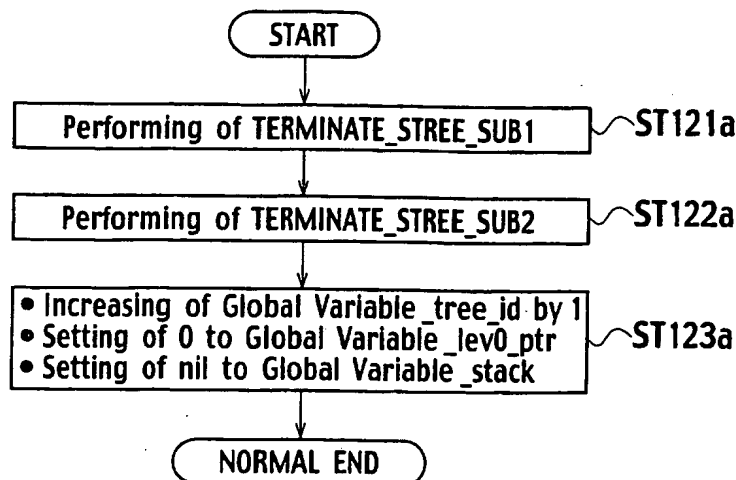 START
Performing of TERMINATE_STREE_SUB1
ST121a
Performing of TERMINATE_STREE_SUB2
ST122a
• Increasing of Global Variable_tree_id by 1
• Setting of 0 to Global Variable_lev0_ptr
• Setting of nil to Global Variable_stack
ST123a
NORMAL END